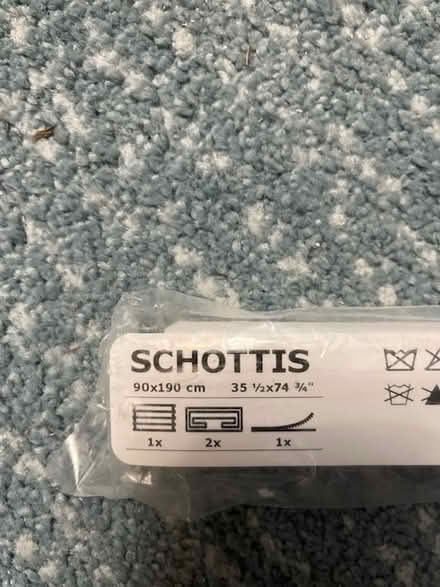 SCHOTTIS
90x190 cm 35 ½x74 ¾"
1x 2x 1x